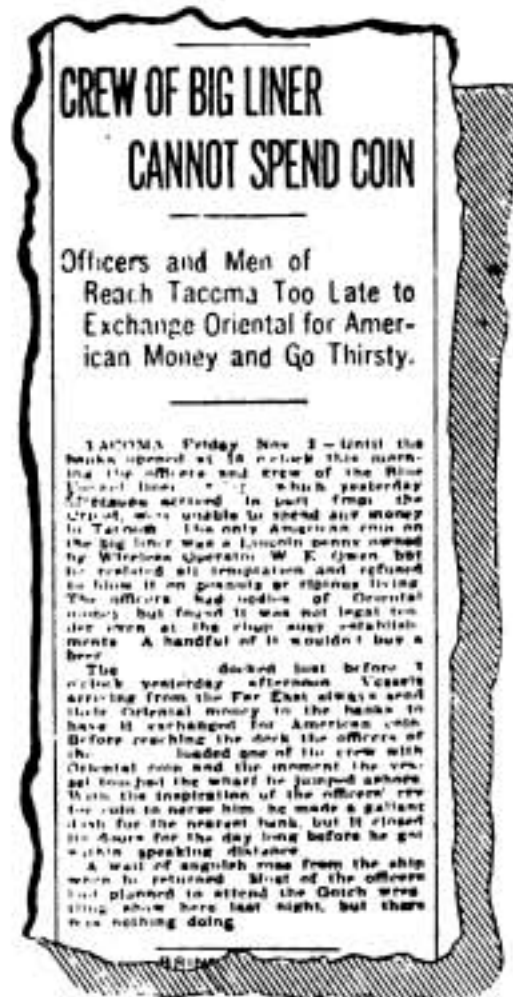 CREW OF BIG LINER
CANNOT SPEND COIN
Officers and Men of
Reach Tacoma Too Late to
Exchange Oriental for Amer-
ican Money and Go Thirsty.
TACOMA Friday Nov — Until the
banks opened at 10 o'clock this morn-
ing the officers and crew of the Blue
liner which yesterday
afternoon arrived in port from the
Orient, were unable to spend any money
in Tacoma. The only American coin on
the big liner was a Lincoln penny owned
by Wireless Operator W. F. but
he resisted all temptation and refused
to blow it on peanuts or riotous living.
The officers had oodles of Oriental
money, but found it was not legal ten-
der even at the chop suey establish-
ments. A handful of it wouldn't buy a
beer.
The docked just before
o'clock yesterday afternoon. Vessels
arriving from the Far East always send
their Oriental money to the banks to
have it exchanged for American coin.
Before reaching the dock the officers of
the loaded one of the crew with
Oriental coin and the moment the ves-
sel touched the wharf he jumped ashore.
With the inspiration of the officers'
for coin to nerve him, he made a gallant
dash for the nearest bank, but it closed
its doors for the day long before he got
within speaking distance.
A wail of anguish rose from the ship
when he returned. Most of the officers
had planned to attend the Gotch wres-
tling show here last night, but there
was nothing doing.